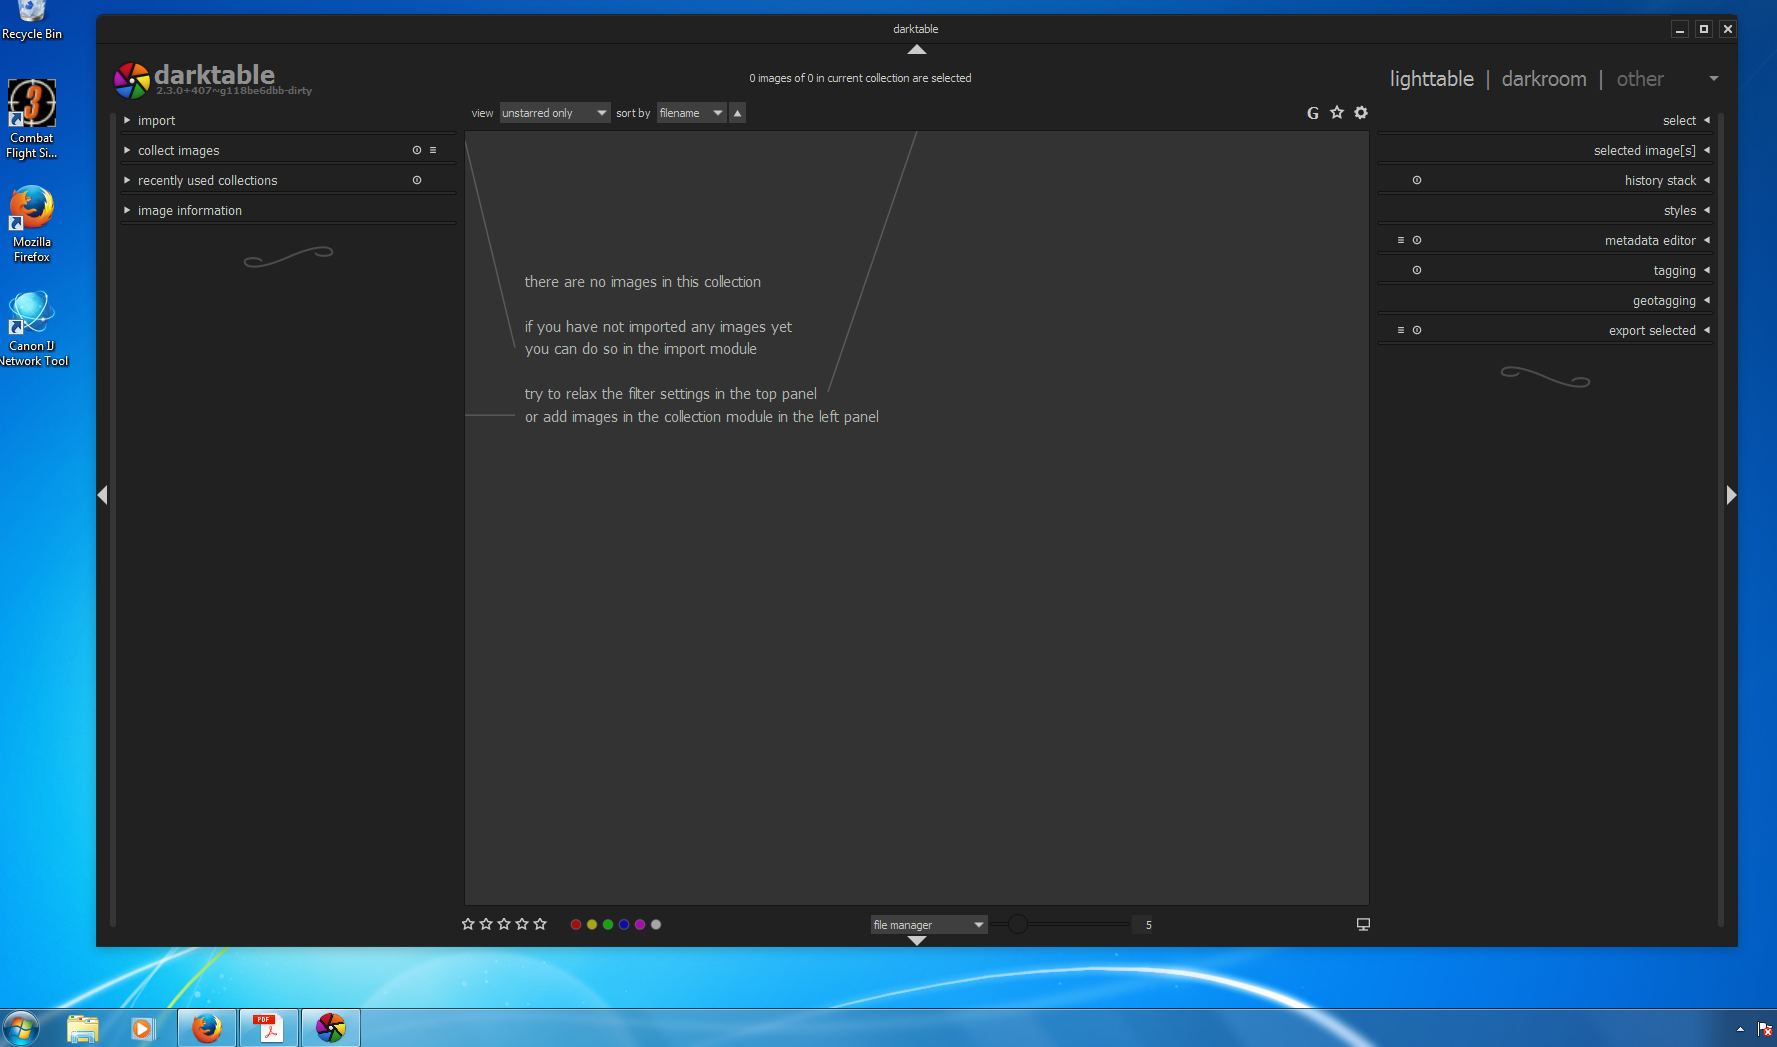 Recycle Bin
Combat
Flight Si...
Mozilla
Firefox
Canon IJ
Network Tool
darktable
darktable
2.3.0+407~g118be6dbb-dirty
0 images of 0 in current collection are selected
lighttable | darkroom | other
view unstarred only sort by filename
G
import
collect images
recently used collections
image information
there are no images in this collection
if you have not imported any images yet
you can do so in the import module
try to relax the filter settings in the top panel
or add images in the collection module in the left panel
select
selected image[s]
history stack
styles
metadata editor
tagging
geotagging
export selected
file manager 5
PDF